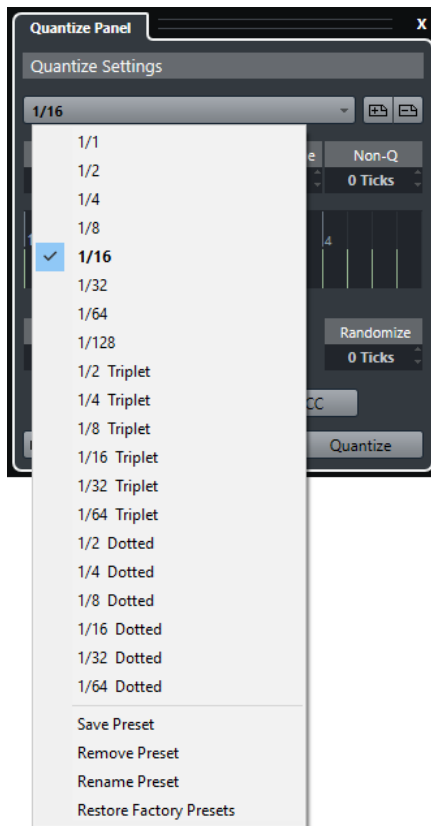 Quantize Panel
X
Quantize Settings
1/16
1/1
1/2
1/4
1/8
1/16
1/32
1/64
1/128
1/2 Triplet
1/4 Triplet
1/8 Triplet
1/16 Triplet
1/32 Triplet
1/64 Triplet
1/2 Dotted
1/4 Dotted
1/8 Dotted
1/16 Dotted
1/32 Dotted
1/64 Dotted
Save Preset
Remove Preset
Rename Preset
Restore Factory Presets
e
Non-Q
0 Ticks
1
4
Randomize
0 Ticks
CC
Quantize